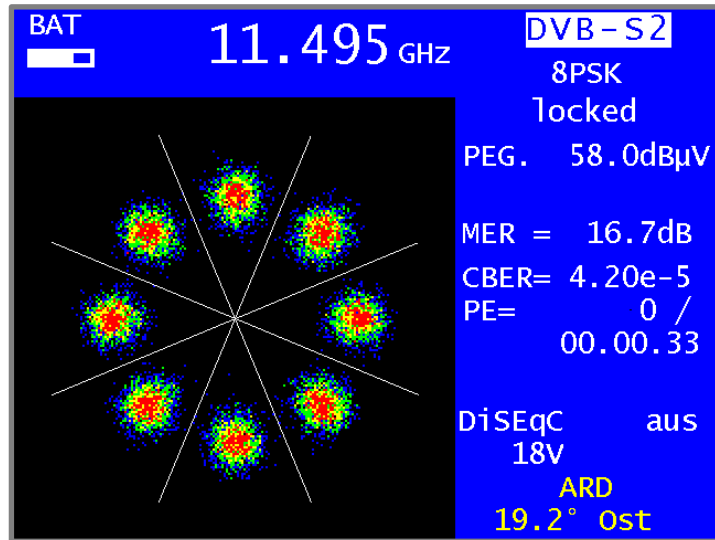 BAT
11.495 GHz
DVB-S2
8PSK
locked
PEG. 58.0dBµV
MER = 16.7dB
CBER= 4.20e-5
PE= 0 /
00.00.33
DiSEqC aus
18V
ARD
19.2° Ost